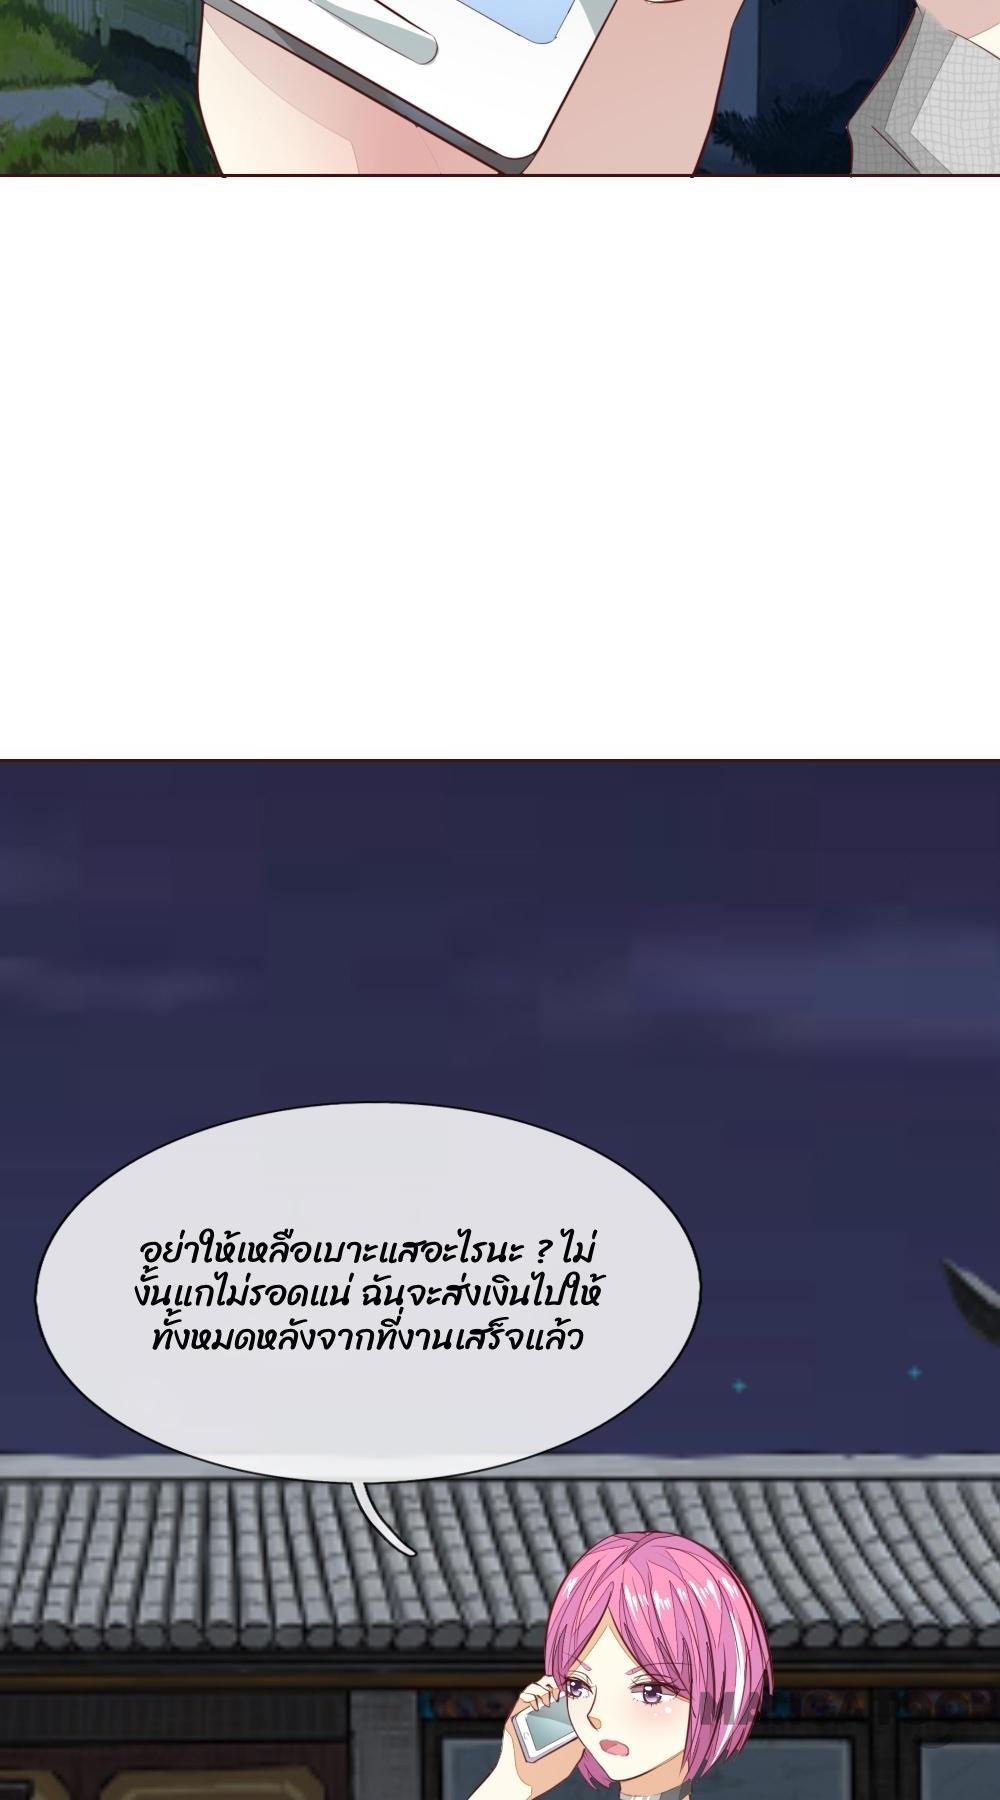 อย่าให้เหลือเบาะแสอะไรนะ ? ไม่
งั้นแกไม่รอดแน่ ฉันจะส่งเงินไปให้
ทั้งหมดหลังจากที่งานเสร็จแล้ว